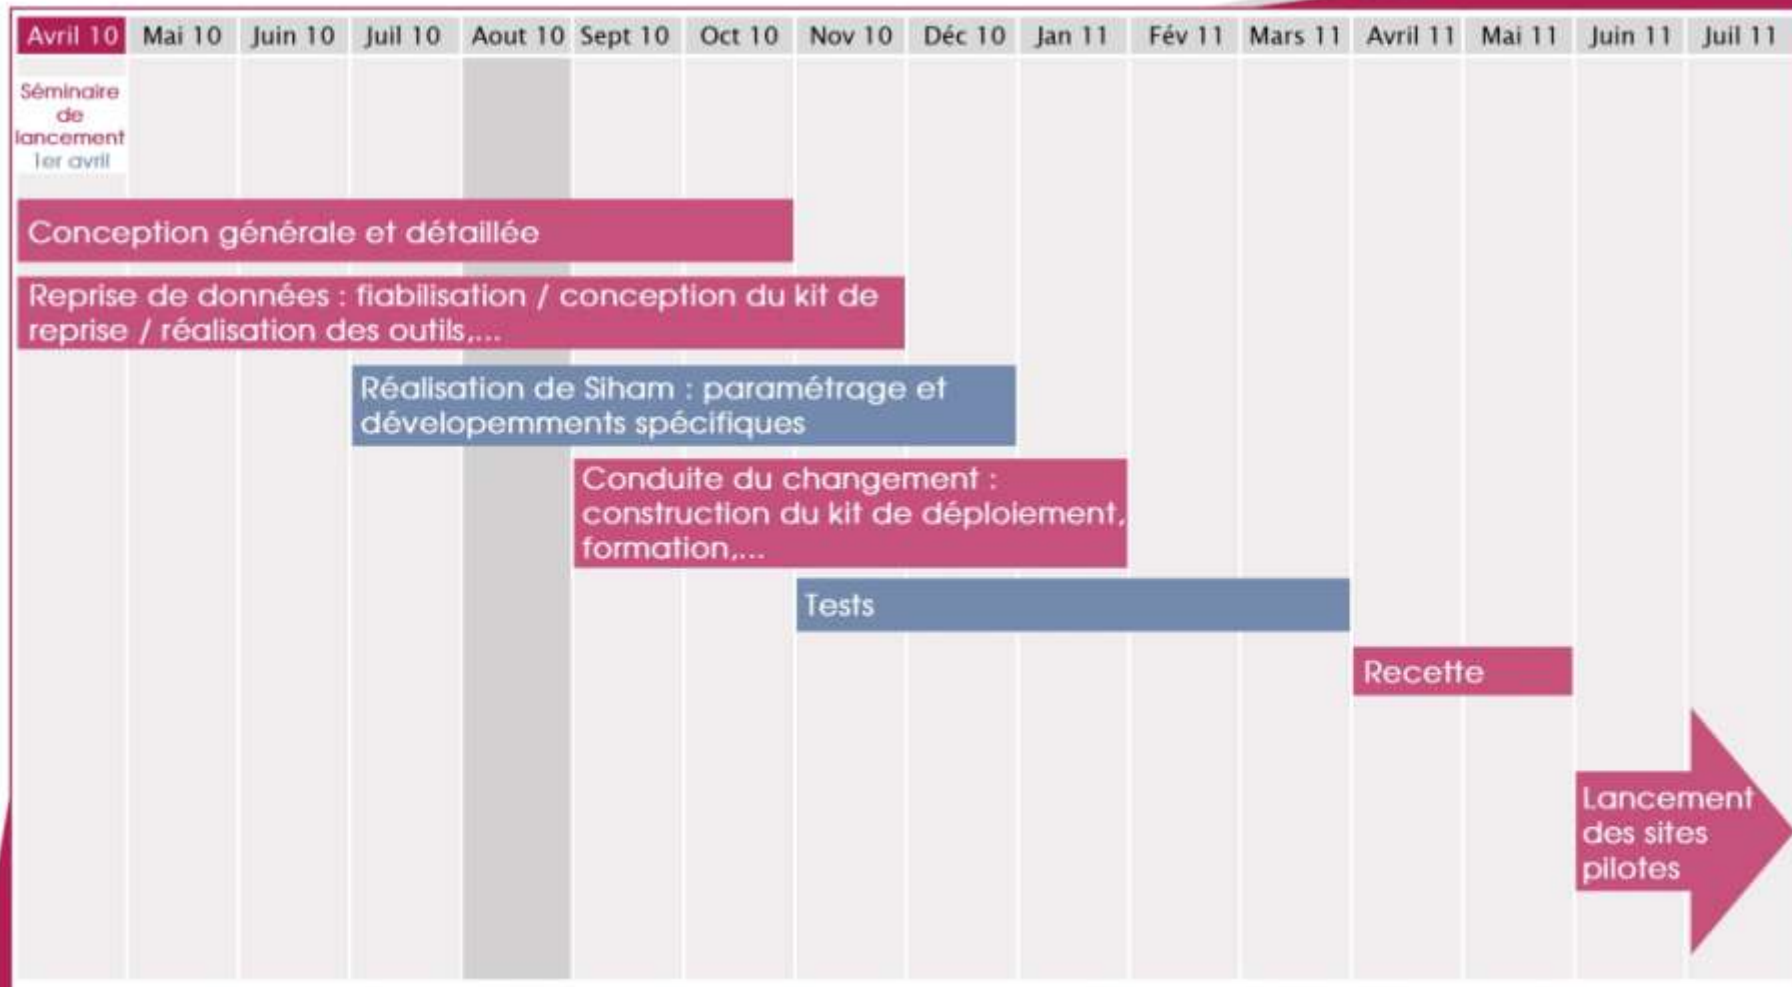 Avril 10 Mai 10 Juin 10 Juil 10 Aout 10 Sept 10 Oct 10 Nov 10 Déc 10 Jan 11 Fév 11 Mars 11 Avril 11 Mai 11 Juin 11 Juil 11
Séminaire
de
lancement
1er avril
Conception générale et détaillée
Reprise de données : fiabilisation / conception du kit de
reprise / réalisation des outils,...
Réalisation de Siham : paramétrage et
dévelopemments spécifiques
Conduite du changement :
construction du kit de déploiement,
formation,...
Tests
Recette
Lancement
des sites
pilotes